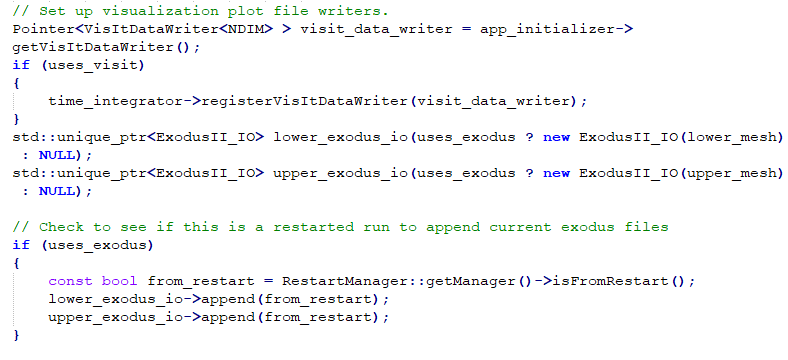 // Set up visualization plot file writers.
Pointer<VisItDataWriter<NDIM> > visit_data_writer = app_initializer->
getVisItDataWriter();
if (uses_visit)
{
    time_integrator->registerVisItDataWriter(visit_data_writer);
}
std::unique_ptr<ExodusII_IO> lower_exodus_io(uses_exodus ? new ExodusII_IO(lower_mesh)
 : NULL);
std::unique_ptr<ExodusII_IO> upper_exodus_io(uses_exodus ? new ExodusII_IO(upper_mesh)
 : NULL);

// Check to see if this is a restarted run to append current exodus files
if (uses_exodus)
{
    const bool from_restart = RestartManager::getManager()->isFromRestart();
    lower_exodus_io->append(from_restart);
    upper_exodus_io->append(from_restart);
}